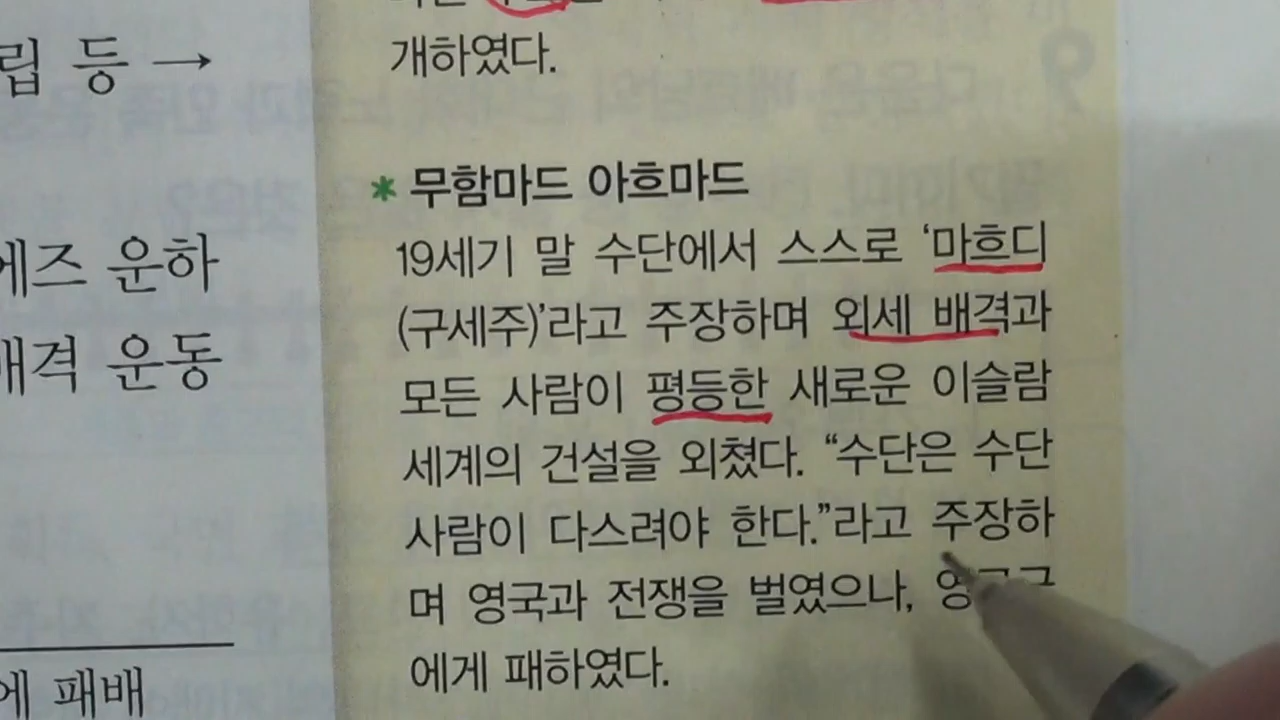 개하였다.
* 무함마드 아흐마드
19세기 말 수단에서 스스로 ‘마흐디
(구세주)’라고 주장하며 외세 배격과
모든 사람이 평등한 새로운 이슬람
세계의 건설을 외쳤다. “수단은 수단
사람이 다스려야 한다.”라고 주장하
며 영국과 전쟁을 벌였으나,
에게 패하였다.
립 등 →
에즈 운하
배격 운동
에 패배